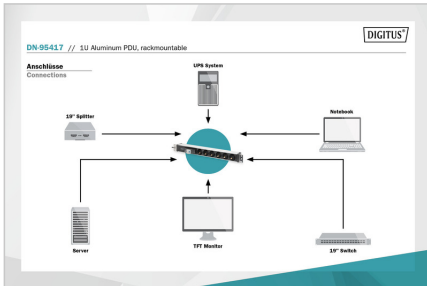 DIGITUS®
DN-95417 // 1U Aluminum PDU, rackmountable
Anschlüsse
Connections
UPS System
19" Splitter
Notebook
Server
TFT Monitor
19" Switch